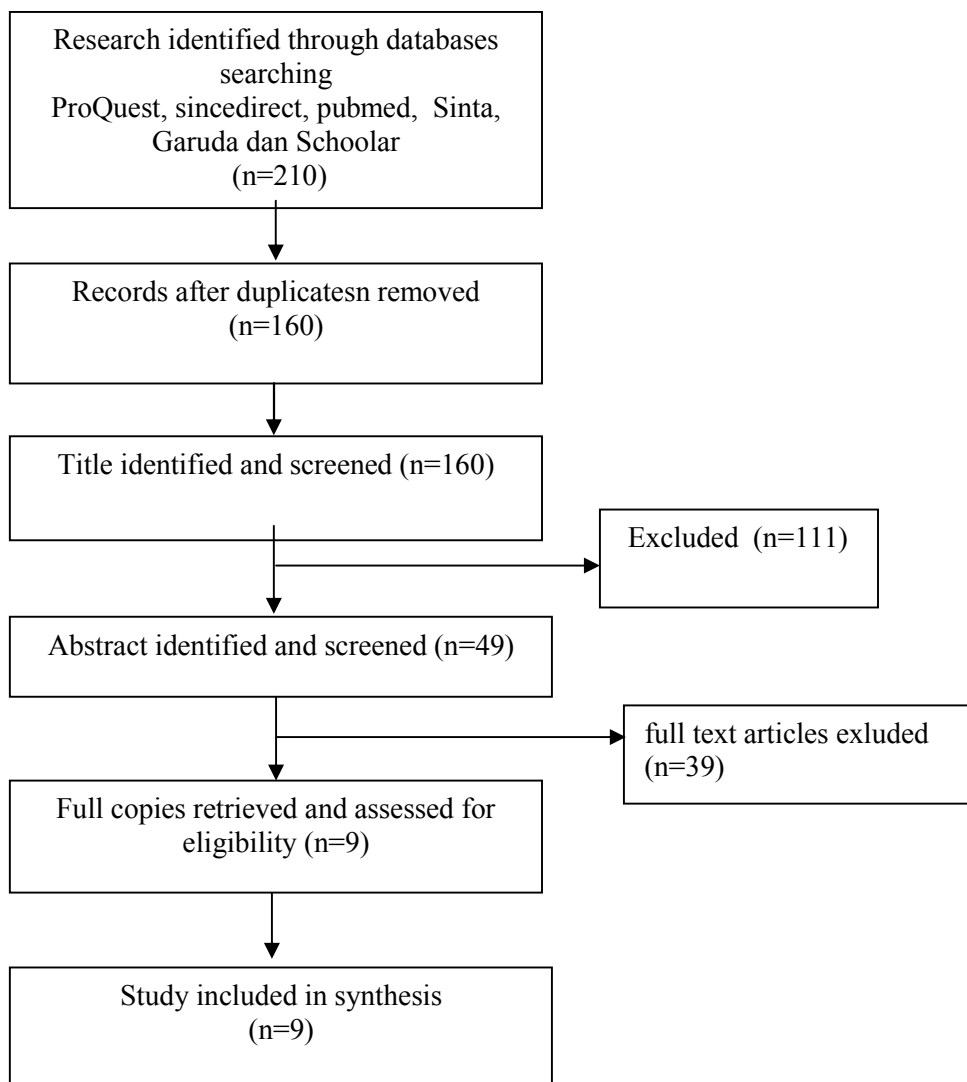 Research identified through databases
searching
ProQuest, sincedirect, pubmed, Sinta,
Garuda dan Schoolar
(n=210)
Records after duplicatesn removed
(n=160)
Title identified and screened (n=160)
Excluded (n=111)
Abstract identified and screened (n=49)
full text articles exluded
(n=39)
Full copies retrieved and assessed for
eligibility (n=9)
Study included in synthesis
(n=9)